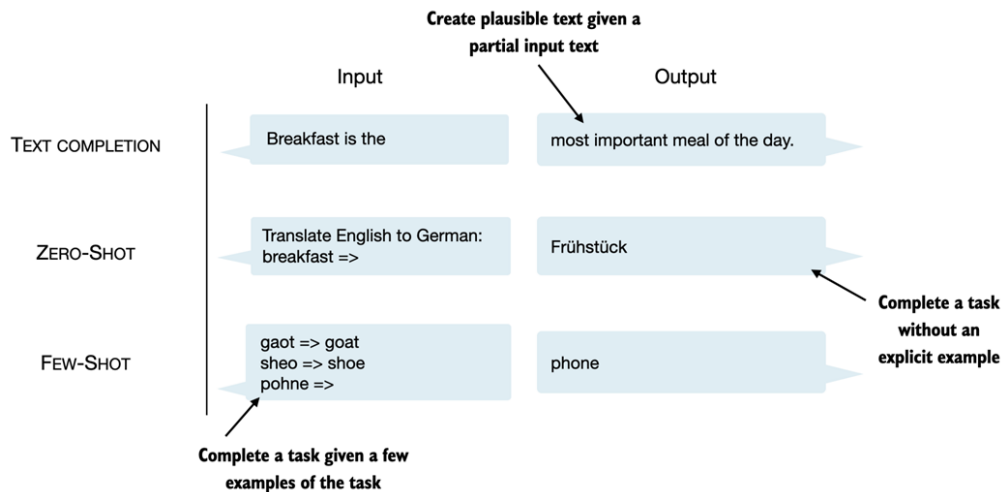 Create plausible text given a
partial input text
Input
Output
TEXT COMPLETION
Breakfast is the
most important meal of the day.
ZERO-SHOT
Translate English to German:
breakfast =>
Frühstück
Complete a task
without an
explicit example
FEW-SHOT
gaot => goat
sheo => shoe
pohne =>
phone
Complete a task given a few
examples of the task